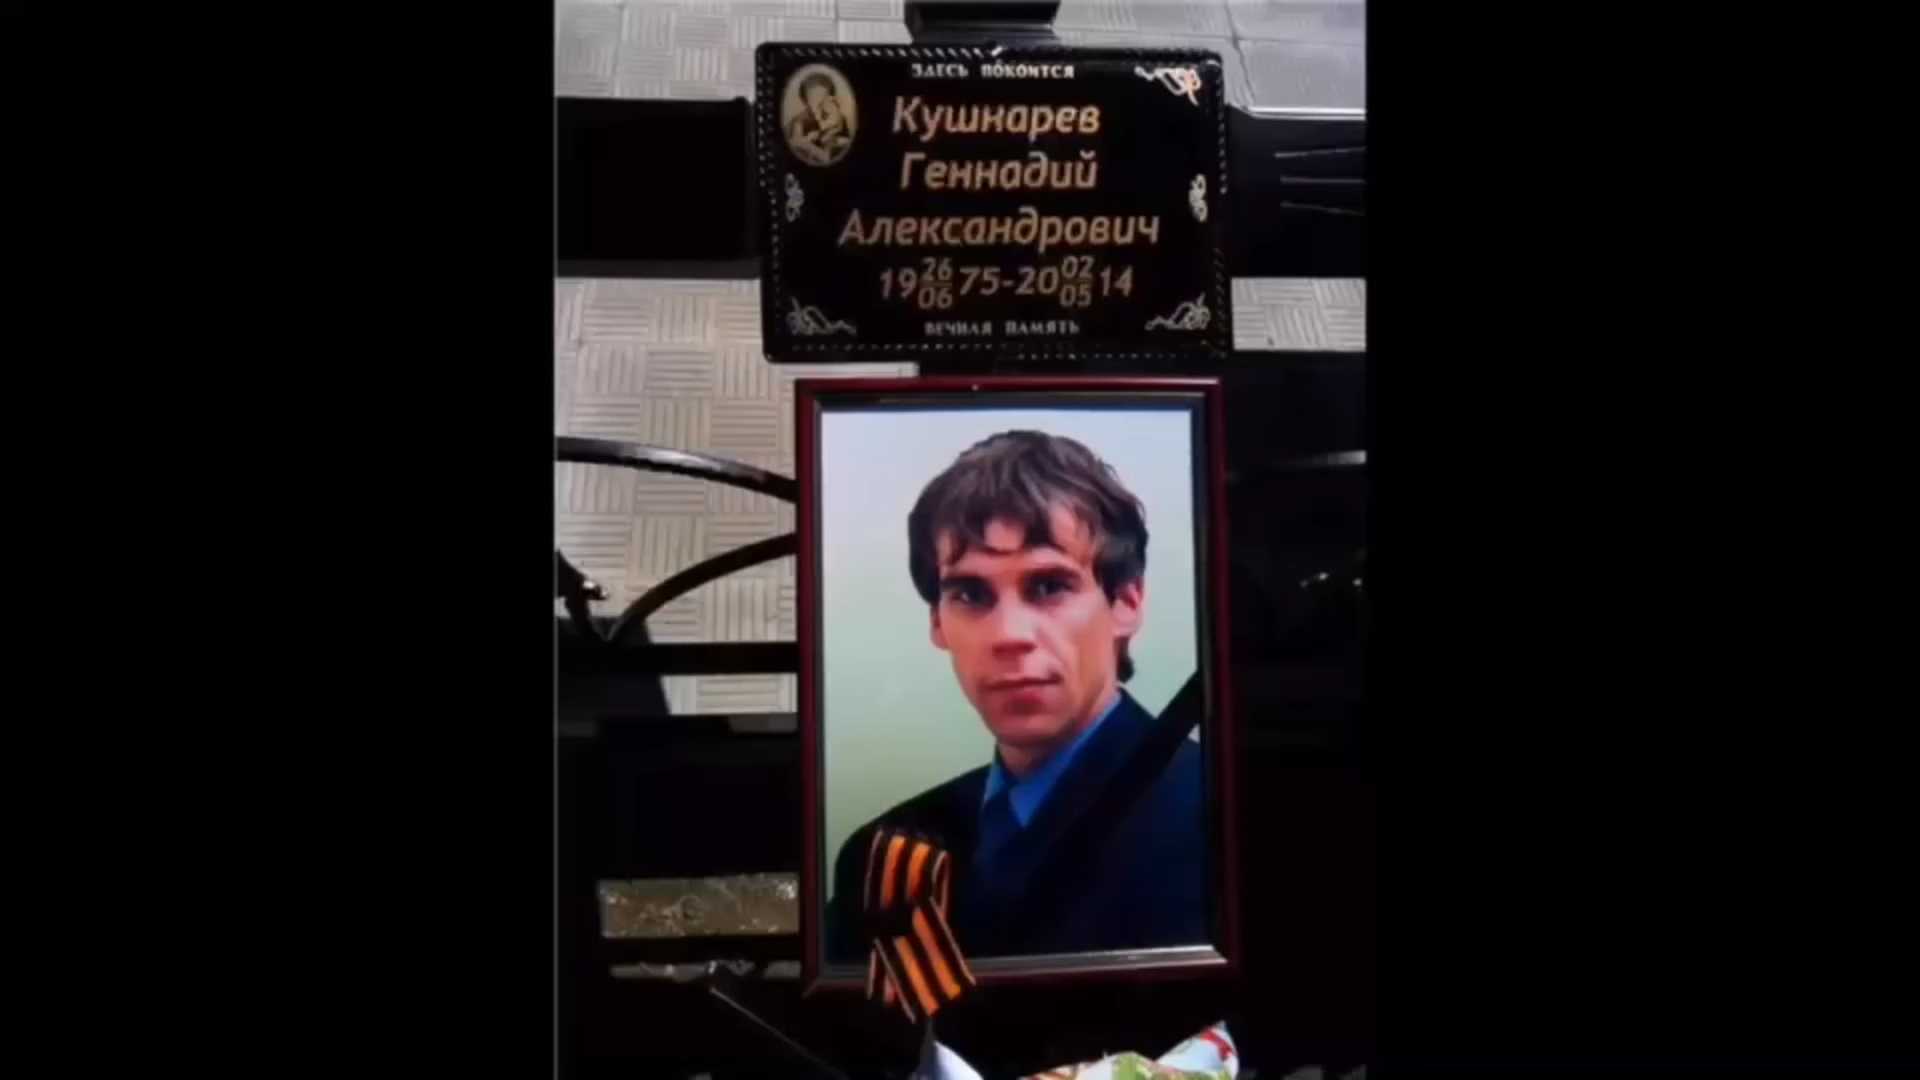 ЗДЕСЬ ПОКОИТСЯ
Кушнарев
Геннадий
Александрович
19 26/06 75-20 02/05 14
ВЕЧНАЯ ПАМЯТЬ